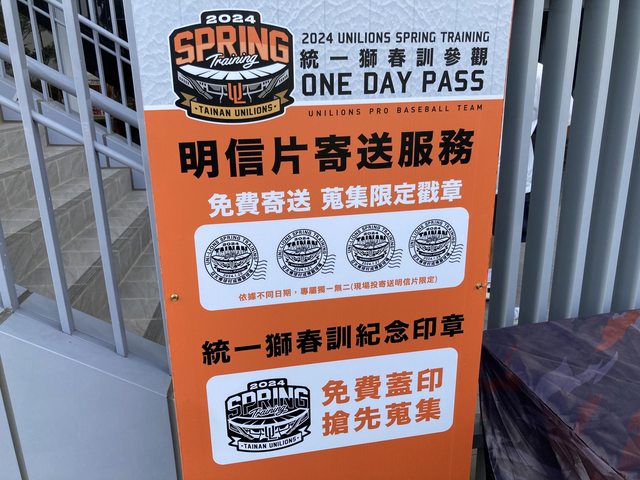 2024
SPRING
Training
TAINAN UNILIONS
2024 UNILIONS SPRING TRAINING
統一獅春訓參觀
ONE DAY PASS
UNILIONS PRO BASEBALL TEAM
明信片寄送服務
免費寄送 蒐集限定戳章
依據不同日期，專屬獨一無二(現場投寄送明信片限定)
統一獅春訓紀念印章
2024
SPRING
Training
TAINAN UNILIONS
免費蓋印
搶先蒐集